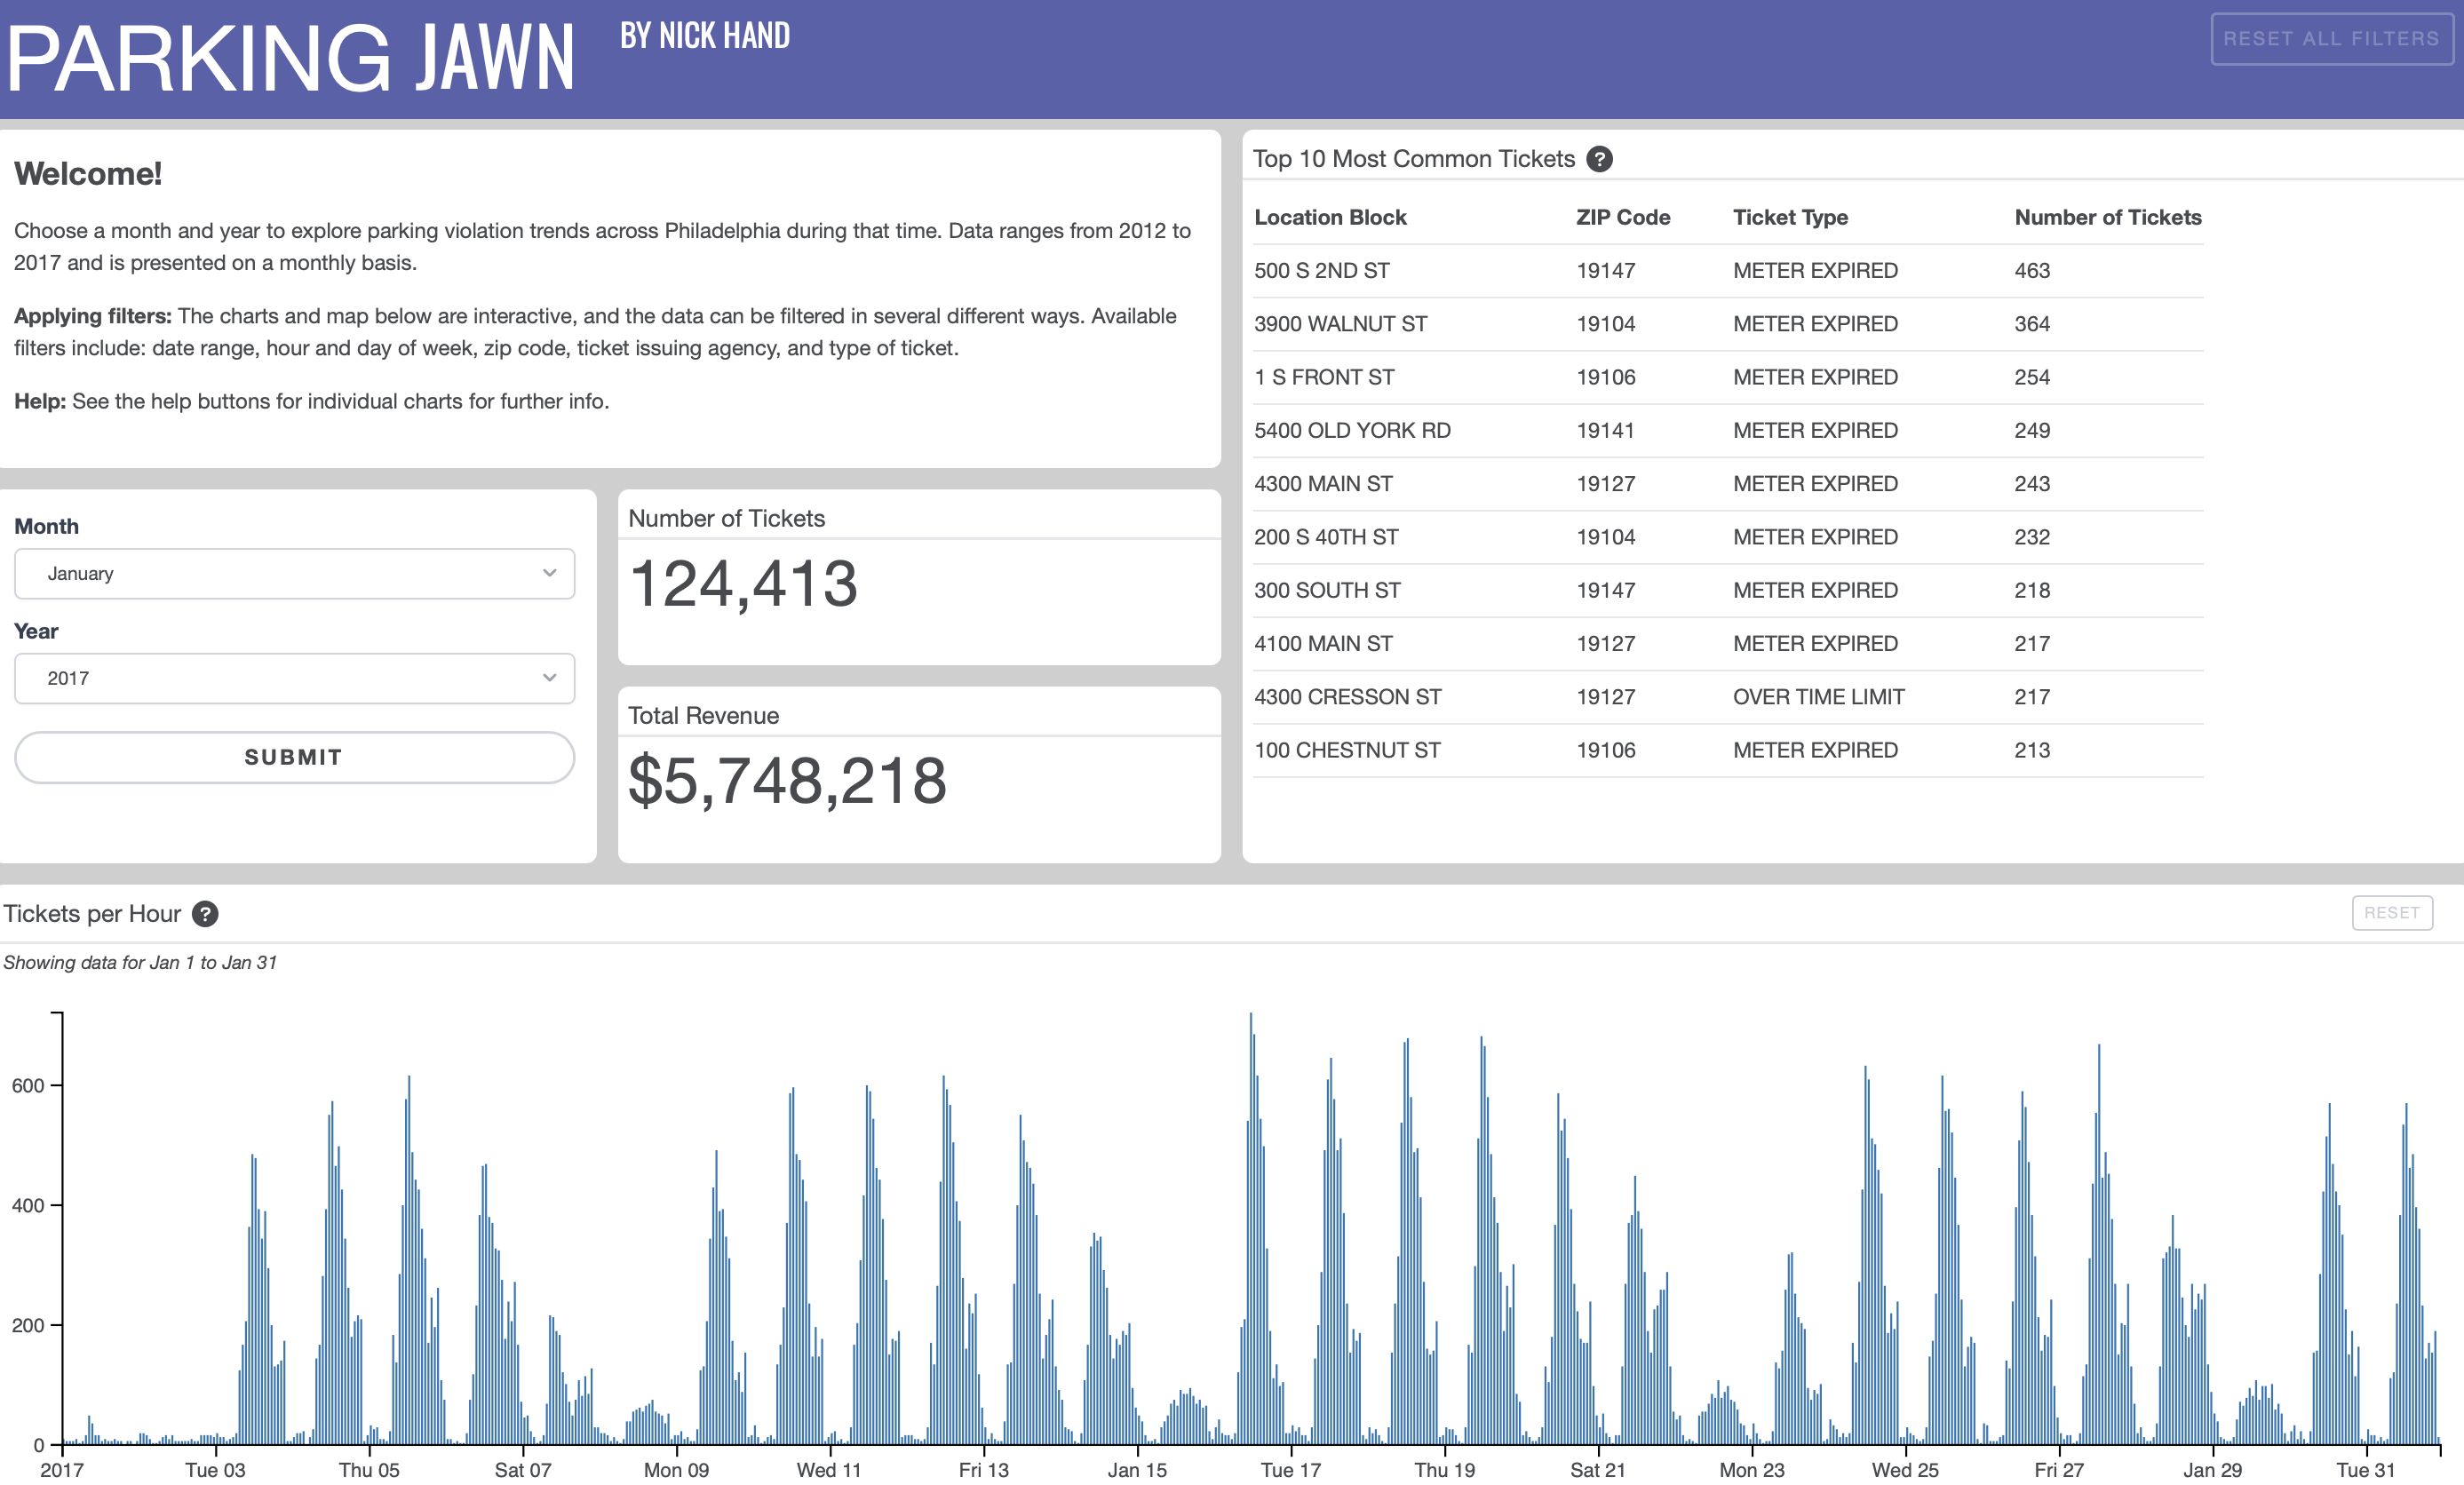 PARKING JAWN
BY NICK HAND
RESET ALL FILTERS
Welcome!
Choose a month and year to explore parking violation trends across Philadelphia during that time. Data ranges from 2012 to
2017 and is presented on a monthly basis.
Applying filters: The charts and map below are interactive, and the data can be filtered in several different ways. Available
filters include: date range, hour and day of week, zip code, ticket issuing agency, and type of ticket.
Help: See the help buttons for individual charts for further info.
Month
January
Year
2017
SUBMIT
Number of Tickets
124,413
Total Revenue
$5,748,218
Top 10 Most Common Tickets ?
Location Block ZIP Code Ticket Type Number of Tickets
500 S 2ND ST 19147 METER EXPIRED 463
3900 WALNUT ST 19104 METER EXPIRED 364
1 S FRONT ST 19106 METER EXPIRED 254
5400 OLD YORK RD 19141 METER EXPIRED 249
4300 MAIN ST 19127 METER EXPIRED 243
200 S 40TH ST 19104 METER EXPIRED 232
300 SOUTH ST 19147 METER EXPIRED 218
4100 MAIN ST 19127 METER EXPIRED 217
4300 CRESSON ST 19127 OVER TIME LIMIT 217
100 CHESTNUT ST 19106 METER EXPIRED 213
Tickets per Hour ?
RESET
Showing data for Jan 1 to Jan 31
600
400
200
0
2017 Tue 03 Thu 05 Sat 07 Mon 09 Wed 11 Fri 13 Jan 15 Tue 17 Thu 19 Sat 21 Mon 23 Wed 25 Fri 27 Jan 29 Tue 31